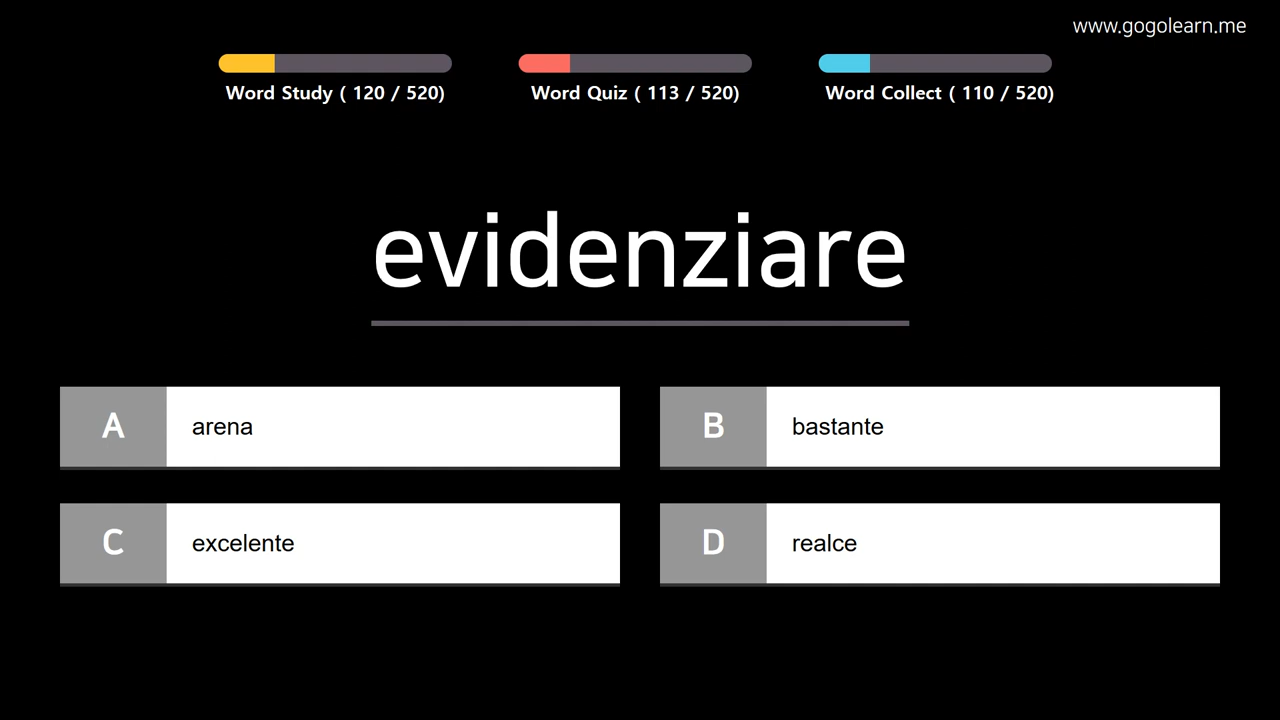 www.gogolearn.me
Word Study ( 120 / 520)
Word Quiz ( 113 / 520)
Word Collect ( 110 / 520)
evidenziare
A arena
B bastante
C excelente
D realce